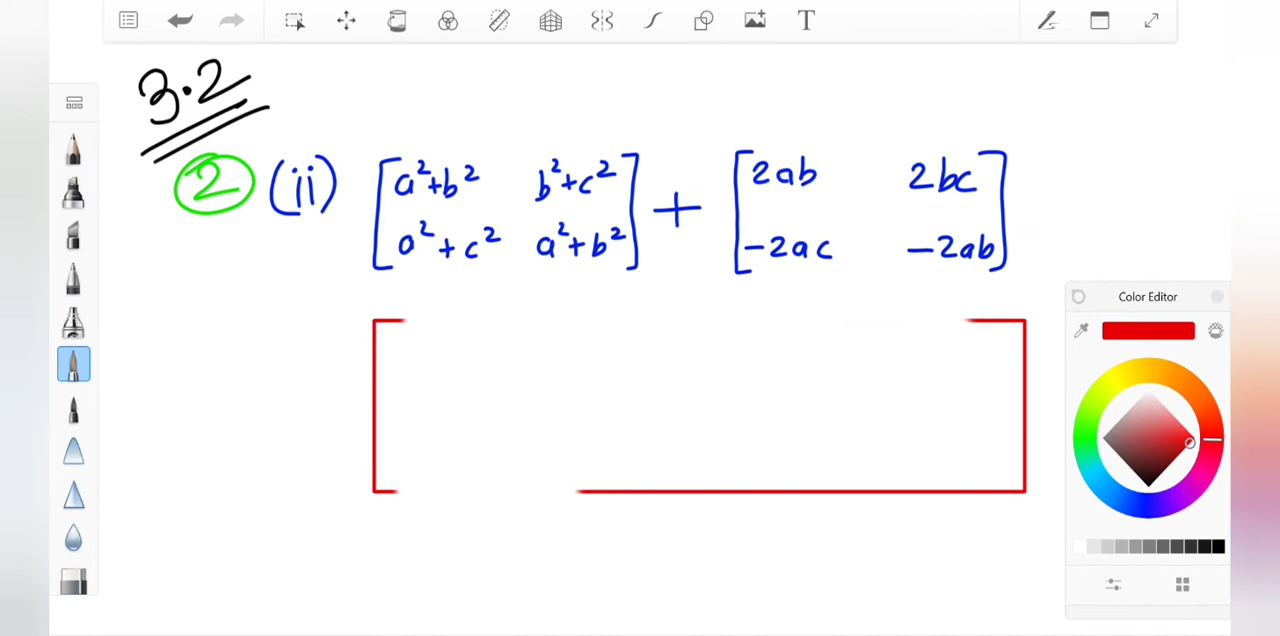 3.2
2 (ii) [a²+b² b²+c²] + [2ab 2bc]
[a²+c² a²+b²] [-2ac -2ab]
Color Editor
T